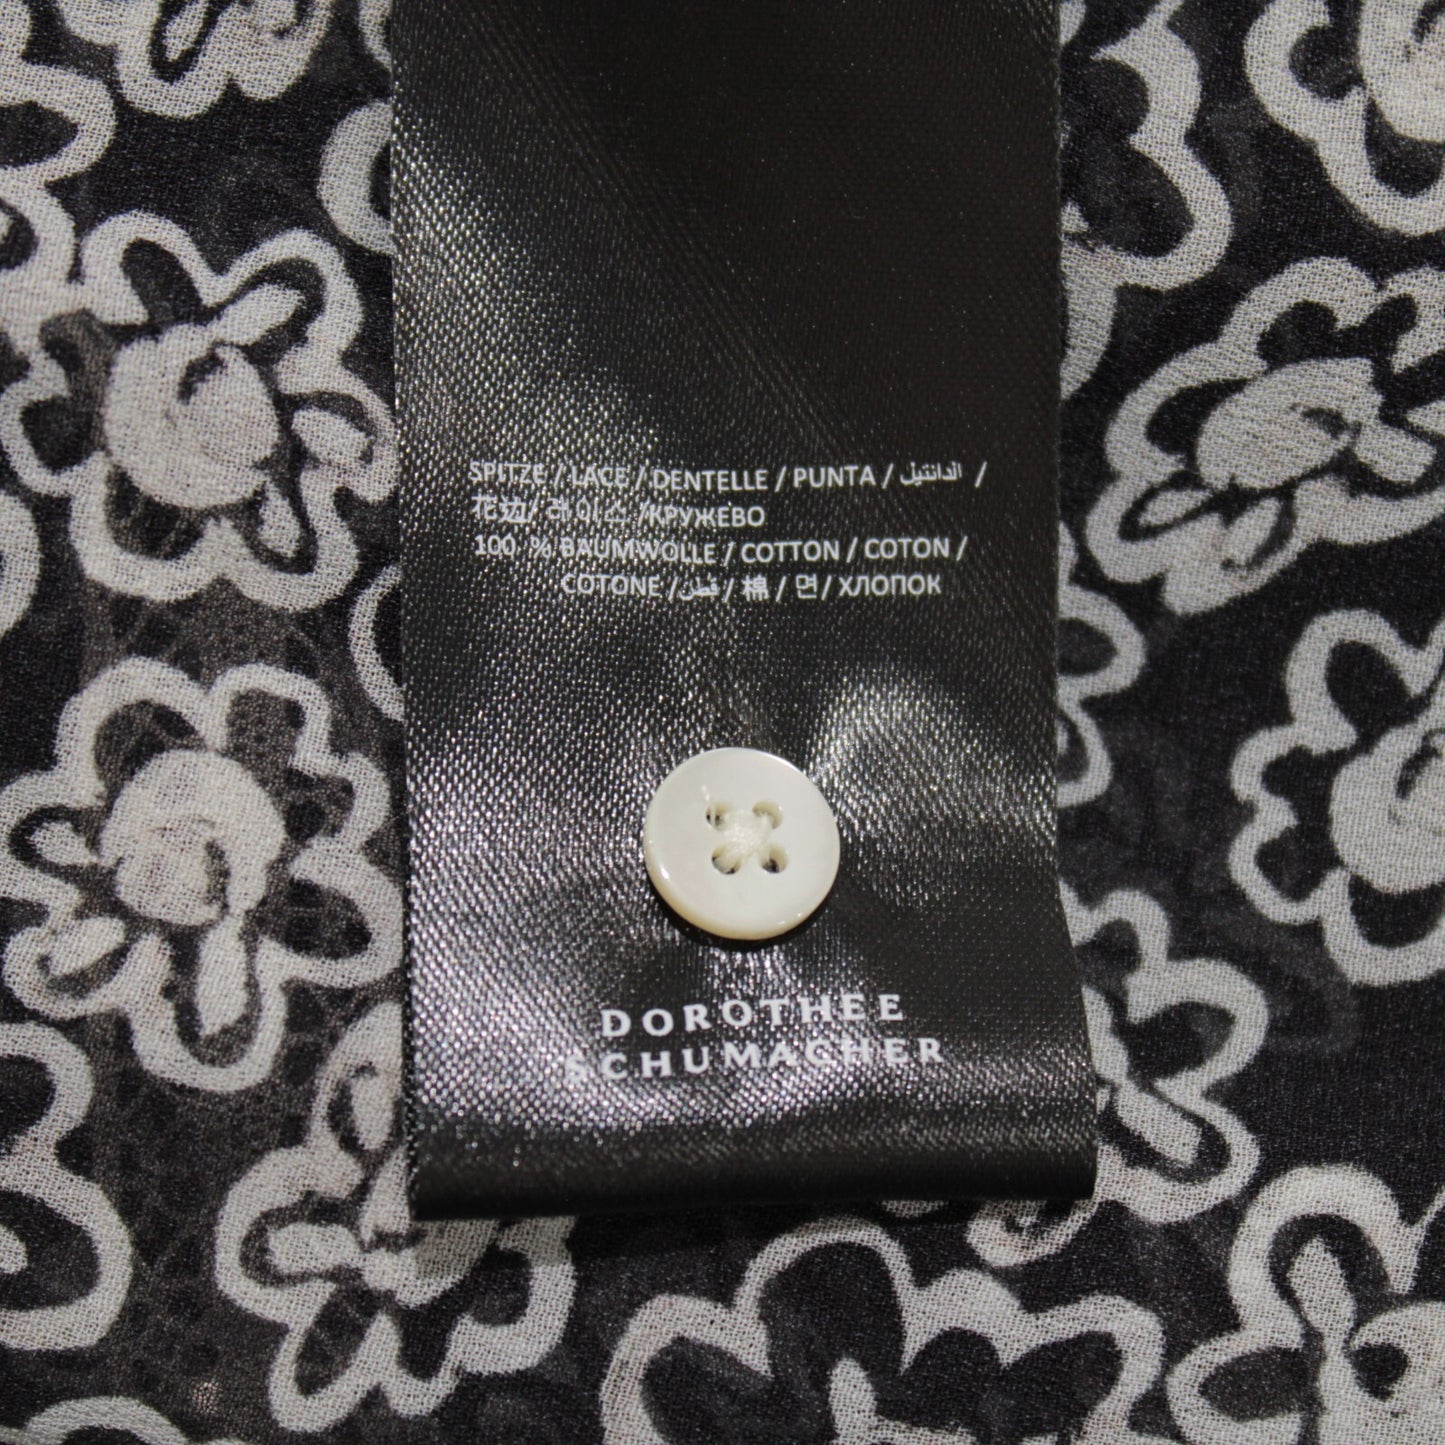 SPITZE / LACE / DENTELLE / PUNTA / الدانتيل /
花边/ 레이스 /КРУЖЕВО
100 % BAUMWOLLE / COTTON / COTON /
COTONE / قطن / 棉 / 면 / ХЛОПОК
DOROTHEE
SCHUMACHER